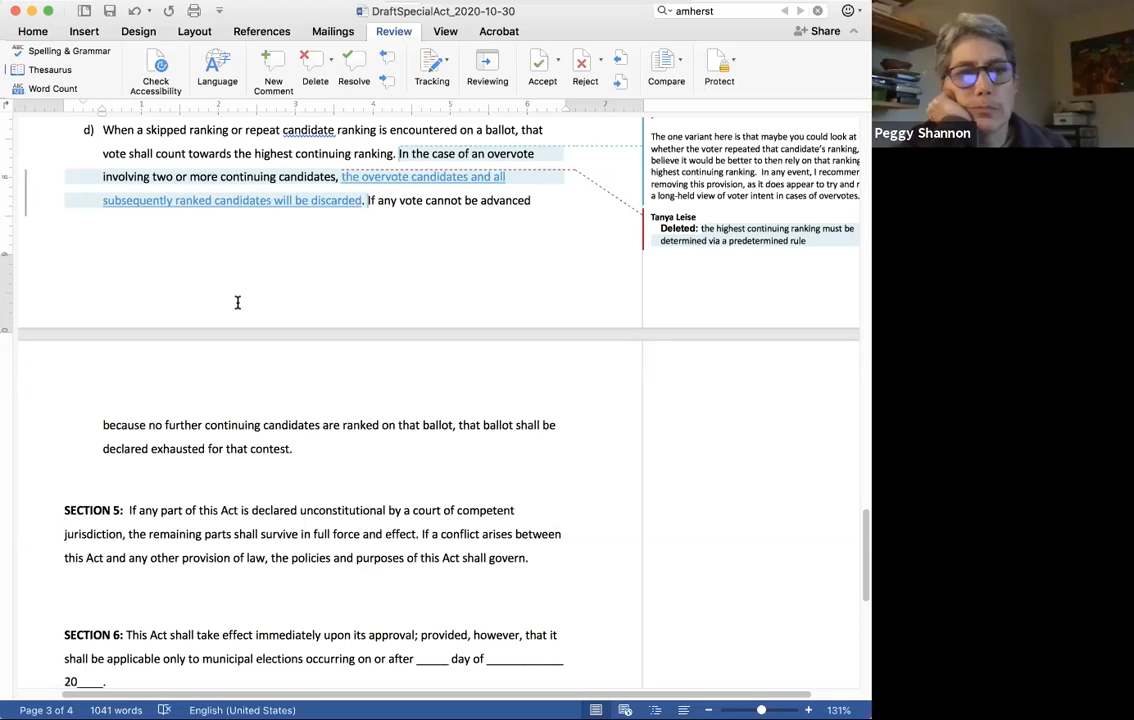 DraftSpecialAct_2020-10-30
amherst
Home Insert Design Layout References Mailings Review View Acrobat
Share
Spelling & Grammar
Thesaurus
Word Count
Check Accessibility
Language
New Comment
Delete
Resolve
Tracking
Reviewing
Accept
Reject
Compare
Protect
1 2 3 4 5 6 7
d) When a skipped ranking or repeat candidate ranking is encountered on a ballot, that
vote shall count towards the highest continuing ranking. In the case of an overvote
involving two or more continuing candidates, the overvote candidates and all
subsequently ranked candidates will be discarded. If any vote cannot be advanced
The one variant here is that maybe you could look at
whether the voter repeated that candidate's ranking,
believe it would be better to then rely on that ranking
highest continuing ranking. In any event, I recommer
removing this provision, as it does appear to try and r
a long-held view of voter intent in cases of overvotes.
Tanya Leise
Deleted: the highest continuing ranking must be
determined via a predetermined rule
because no further continuing candidates are ranked on that ballot, that ballot shall be
declared exhausted for that contest.
SECTION 5: If any part of this Act is declared unconstitutional by a court of competent
jurisdiction, the remaining parts shall survive in full force and effect. If a conflict arises between
this Act and any other provision of law, the policies and purposes of this Act shall govern.
SECTION 6: This Act shall take effect immediately upon its approval; provided, however, that it
shall be applicable only to municipal elections occurring on or after _____ day of ____________
20____.
Page 3 of 4 1041 words English (United States) 131%
Peggy Shannon